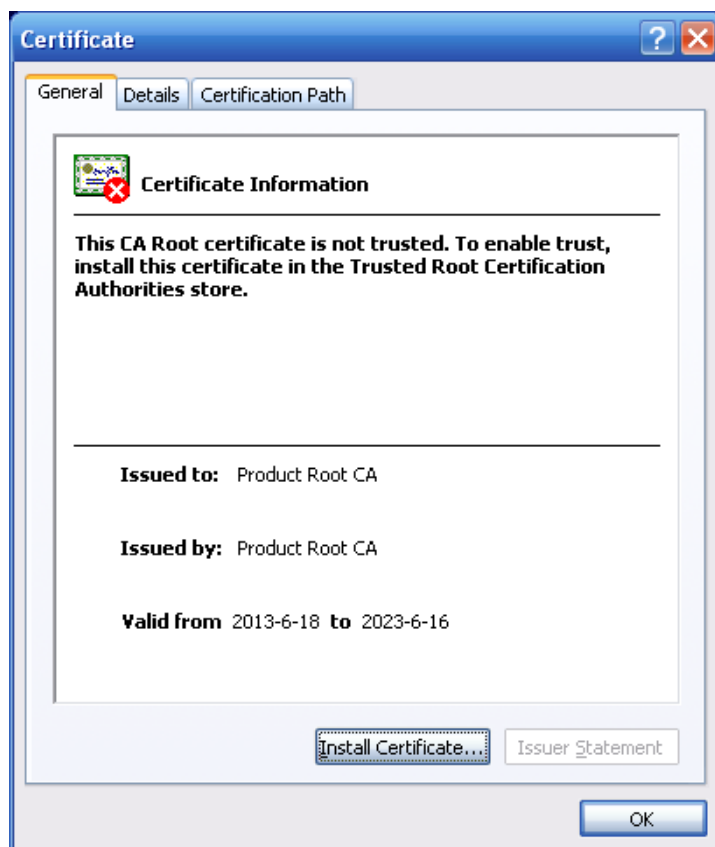 Certificate
General Details Certification Path
Certificate Information
This CA Root certificate is not trusted. To enable trust,
install this certificate in the Trusted Root Certification
Authorities store.
Issued to: Product Root CA
Issued by: Product Root CA
Valid from 2013-6-18 to 2023-6-16
Install Certificate... Issuer Statement
OK